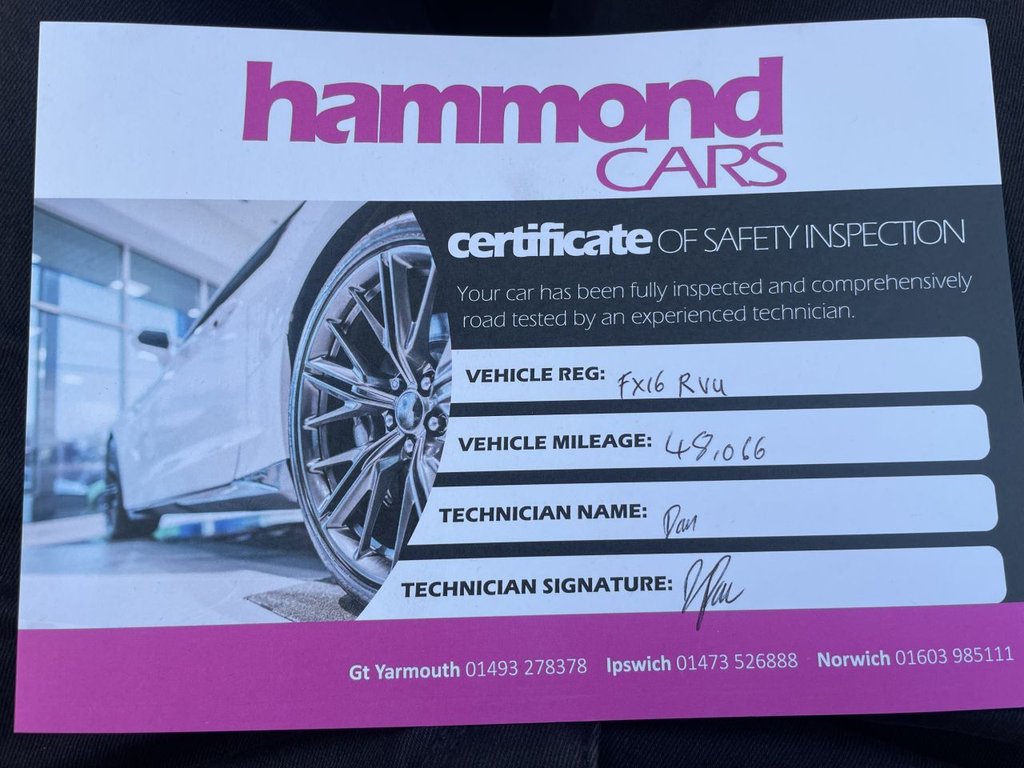 hammond
CARS
certificate OF SAFETY INSPECTION
Your car has been fully inspected and comprehensively
road tested by an experienced technician.
VEHICLE REG: FX16 RVU
VEHICLE MILEAGE: 48,066
TECHNICIAN NAME: Dan
TECHNICIAN SIGNATURE:
Gt Yarmouth 01493 278378 Ipswich 01473 526888 Norwich 01603 985111